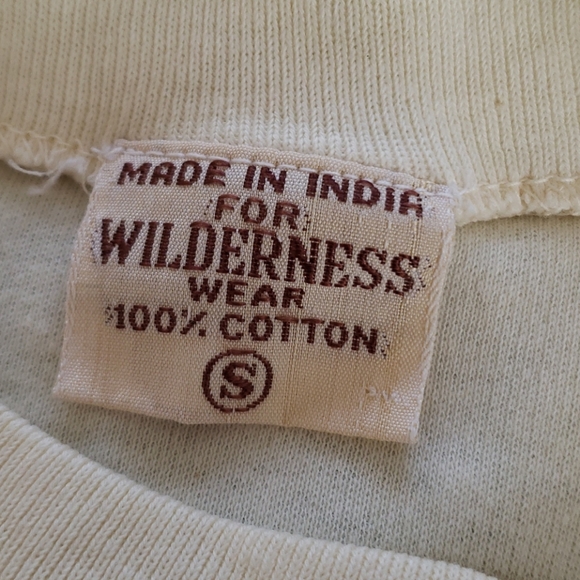 MADE IN INDIA
FOR
WILDERNESS
WEAR
100% COTTON
S